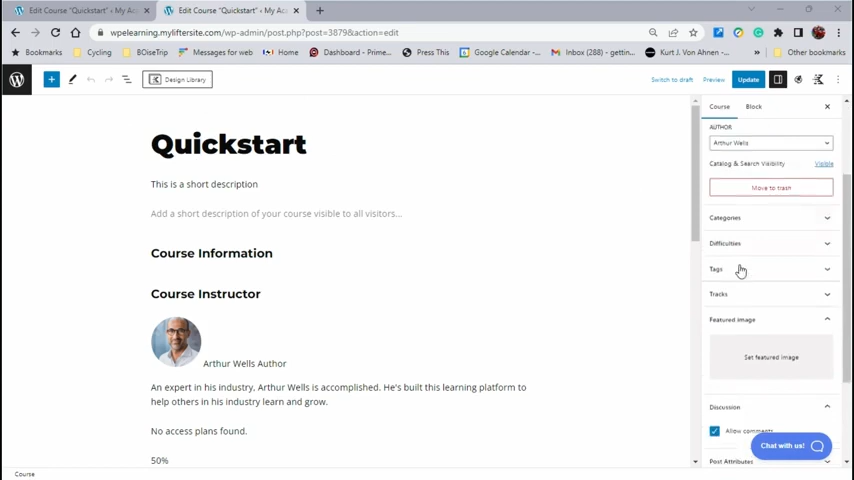 Edit Course "Quickstart" ‹ My Ac
Edit Course "Quickstart" ‹ My Ac
wpelearning.myliftersite.com/wp-admin/post.php?post=3879&action=edit
Bookmarks
Cycling
BOiseTrip
Messages for web
Home
Dashboard - Prime...
Press This
Google Calendar -...
Inbox (288) - gettin...
Kurt J. Von Ahnen -...
Other bookmarks
Design Library
Switch to draft
Preview
Update
Course
Block
AUTHOR
Arthur Wells
Catalog & Search Visibility
Visible
Move to trash
Categories
Difficulties
Tags
Tracks
Featured image
Set featured image
Discussion
Allow comments
Chat with us!
Post Attributes
Quickstart
This is a short description
Add a short description of your course visible to all visitors...
Course Information
Course Instructor
Arthur Wells Author
An expert in his industry, Arthur Wells is accomplished. He's built this learning platform to
help others in his industry learn and grow.
No access plans found.
50%
Course